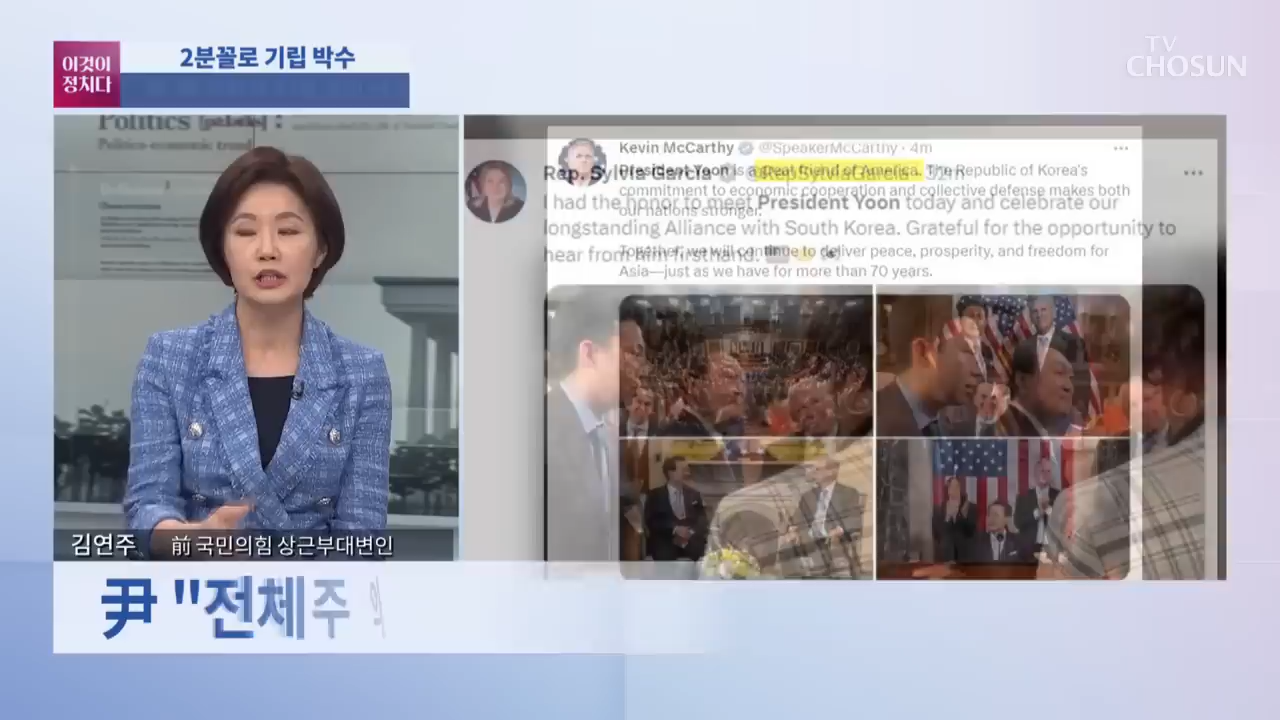 이것이
정치다
2분꼴로 기립 박수
TV
CHOSUN
Politics
Politico-economic trend
Kevin McCarthy @SpeakerMcCarthy · 4m
President Yoon is a great friend of America. The Republic of Korea's
commitment to economic cooperation and collective defense makes both
our nations stronger.
Together, we will continue to deliver peace, prosperity, and freedom for
Asia—just as we have for more than 70 years.
Rep. Sylvia Garcia @RepSylviaGarcia
I had the honor to meet President Yoon today and celebrate our
longstanding Alliance with South Korea. Grateful for the opportunity to
hear from him firsthand.
김연주 前 국민의힘 상근부대변인
尹 "전체주의